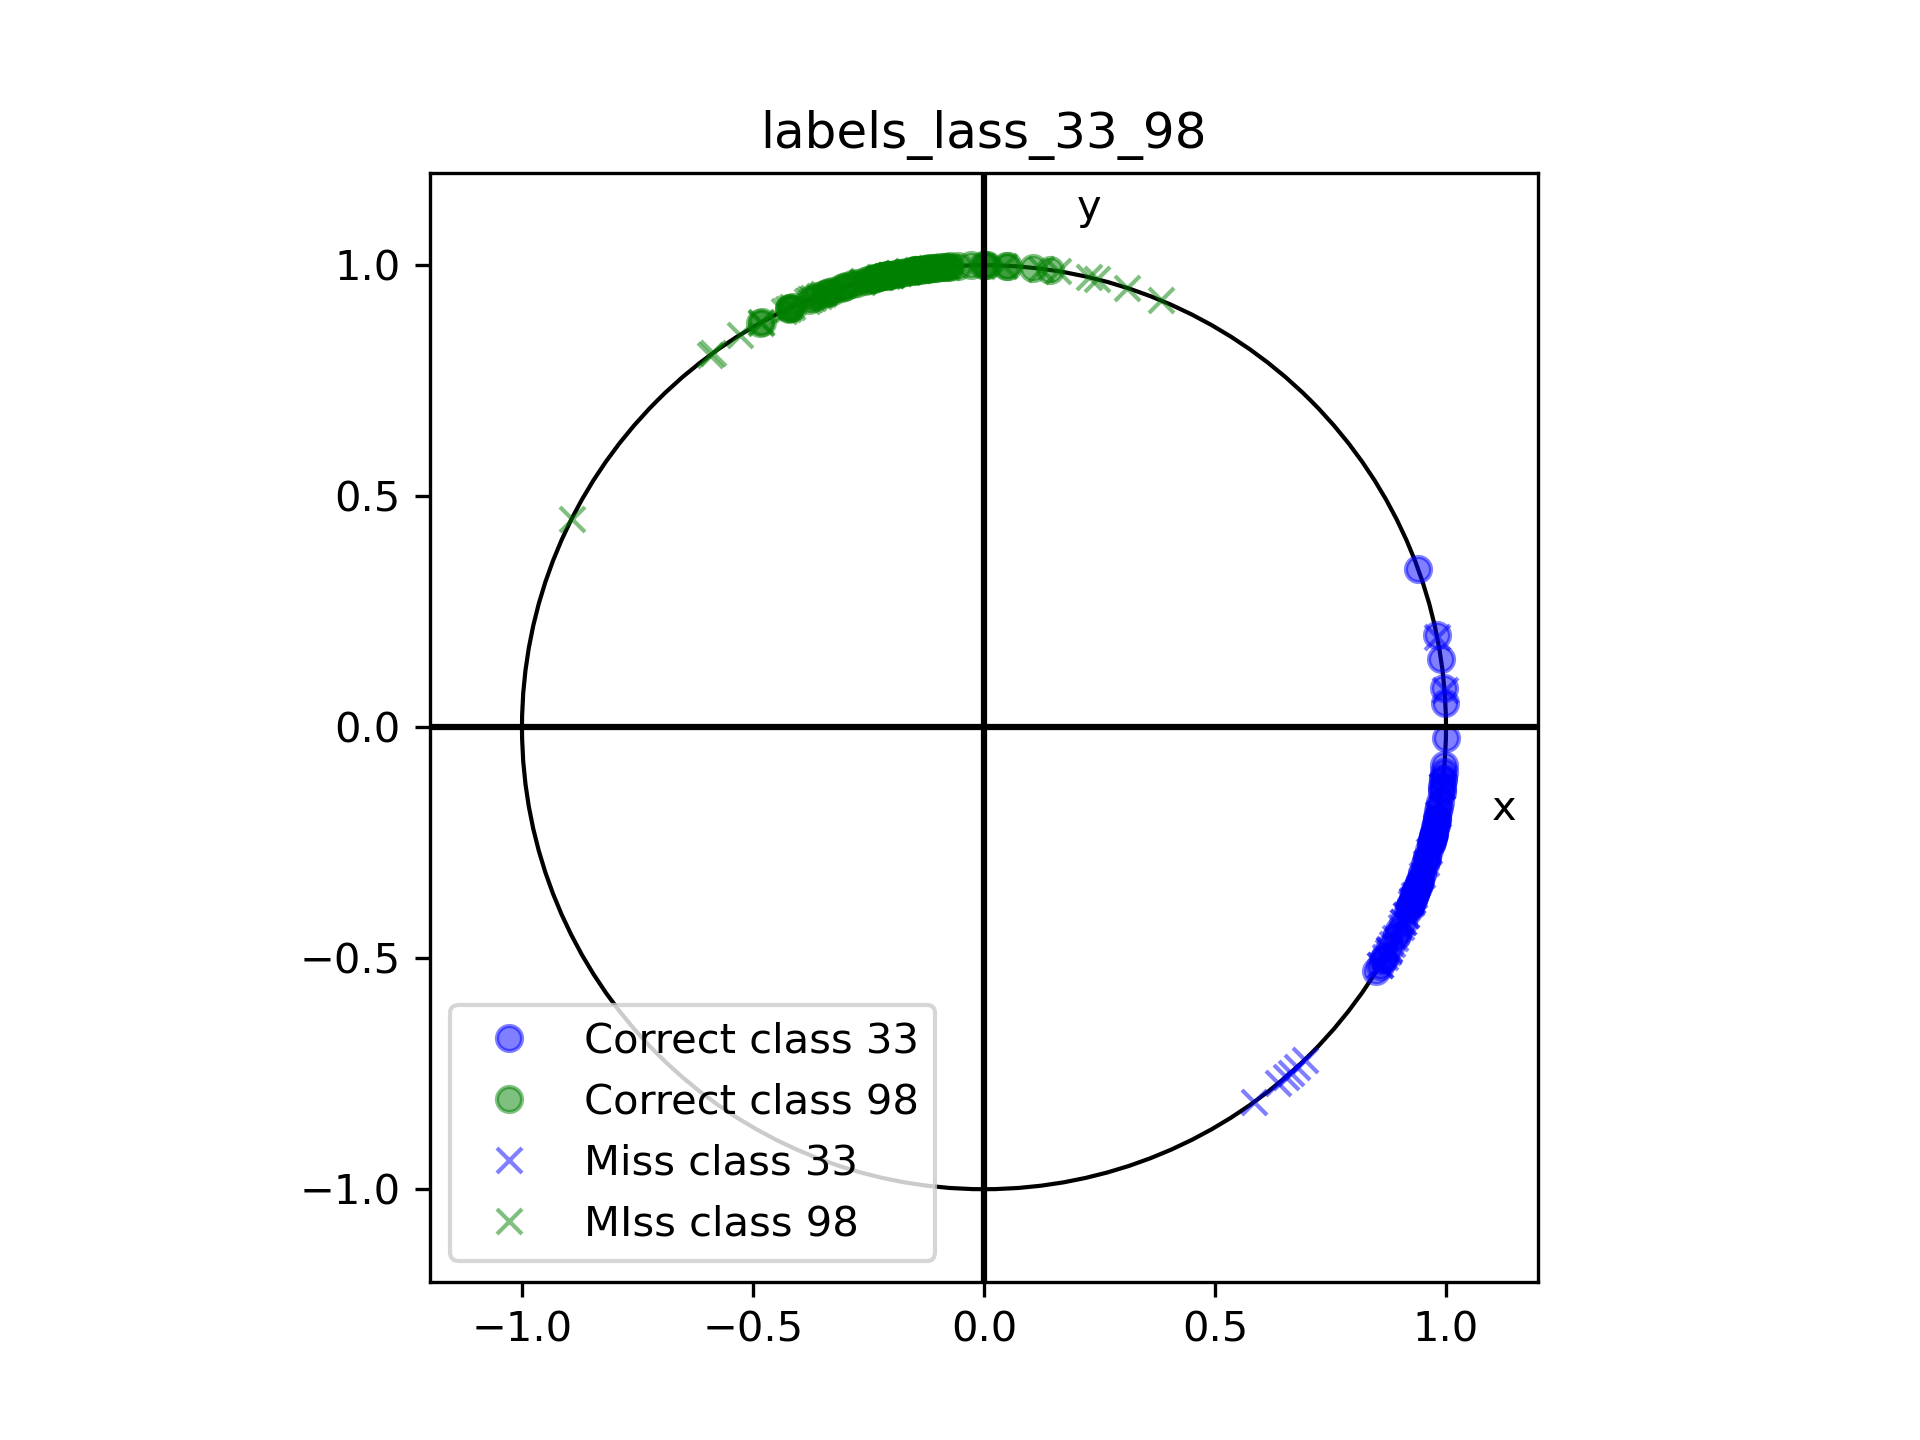 labels_lass_33_98
y
1.0
0.5
0.0
−0.5
−1.0
x
Correct class 33
Correct class 98
Miss class 33
MIss class 98
−1.0 −0.5 0.0 0.5 1.0